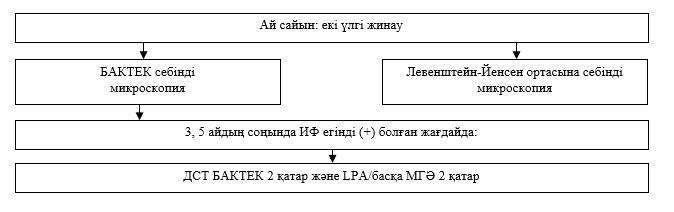 Ай сайын: екі үлгі жинау
БАКТЕК себінді
микроскопия
Левенштейн-Йенсен ортасына себінді
микроскопия
3, 5 айдың соңында ИФ егінді (+) болған жағдайда:
ДСТ БАКТЕК 2 қатар және LPA/басқа МГӘ 2 қатар